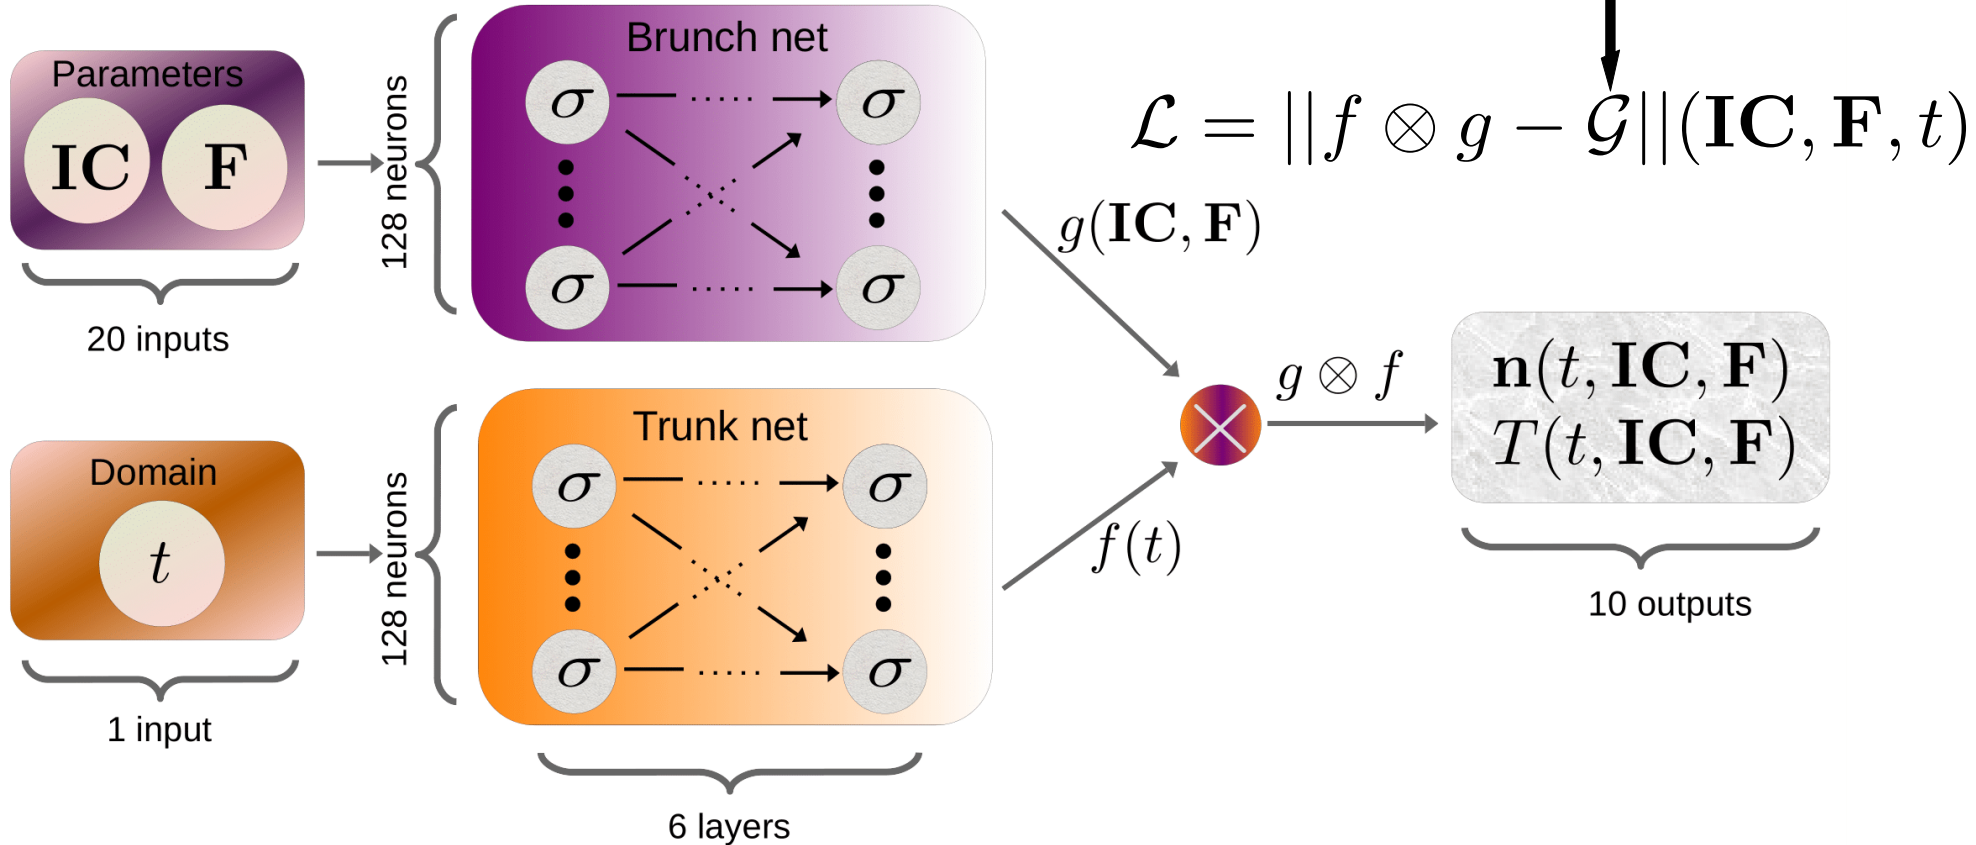 Parameters
IC F
20 inputs
128 neurons
Brunch net
σ ..... σ
σ ..... σ
ℒ = ||f ⊗ g − 𝒢||(IC, F, t)
g(IC, F)
Domain
t
1 input
128 neurons
Trunk net
σ ..... σ
σ ..... σ
6 layers
f(t)
g ⊗ f
n(t, IC, F)
T(t, IC, F)
10 outputs